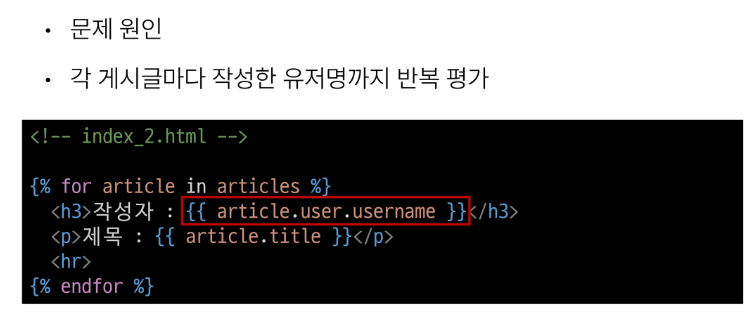 • 문제 원인
• 각 게시글마다 작성한 유저명까지 반복 평가
<!-- index_2.html -->
{% for article in articles %}
<h3>작성자 : {{ article.user.username }}</h3>
<p>제목 : {{ article.title }}</p>
<hr>
{% endfor %}